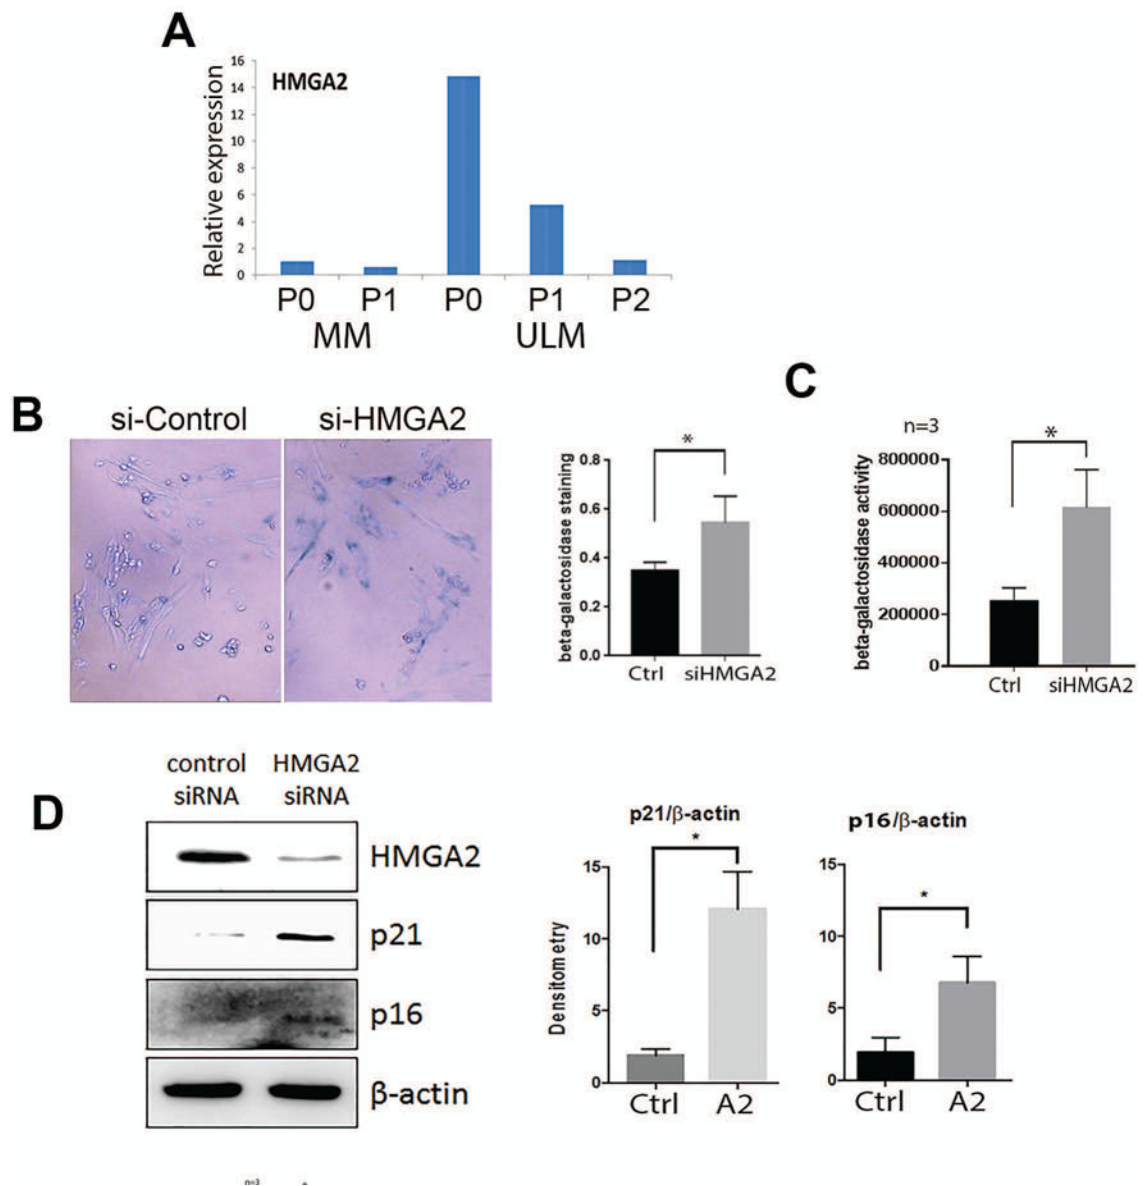 A
HMGA2
Relative expression
16
14
12
10
8
6
4
2
0
P0 P1 P0 P1 P2
MM ULM
B
si-Control si-HMGA2
beta-galactosidase staining
0.8
0.6
0.4
0.2
0.0
*
Ctrl siHMGA2
C
n=3
beta-galactosidase activity
800000
600000
400000
200000
0
*
Ctrl siHMGA2
D
control HMGA2
siRNA siRNA
HMGA2
p21
p16
β-actin
p21/β-actin
Densitometry
15
10
5
0
*
Ctrl A2
p16/β-actin
15
10
5
0
*
Ctrl A2
n=3